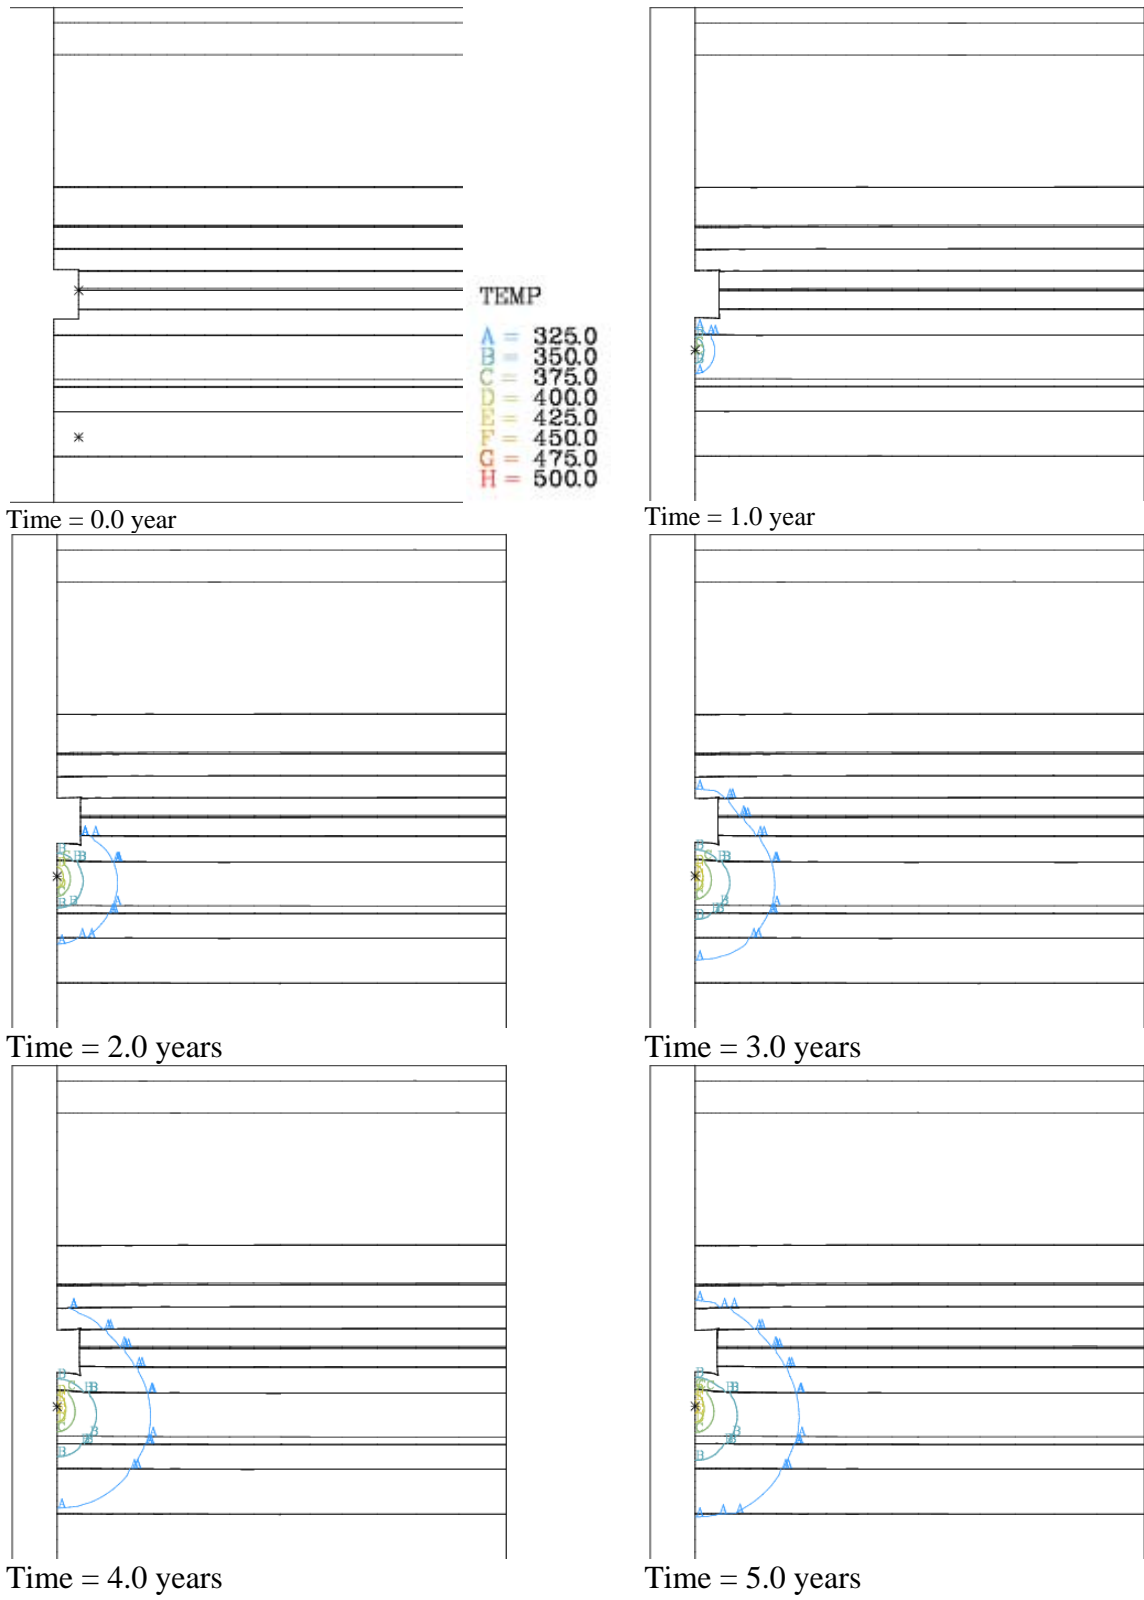 TEMP
A = 325.0
B = 350.0
C = 375.0
D = 400.0
E = 425.0
F = 450.0
G = 475.0
H = 500.0
Time = 0.0 year
Time = 1.0 year
Time = 2.0 years
Time = 3.0 years
Time = 4.0 years
Time = 5.0 years